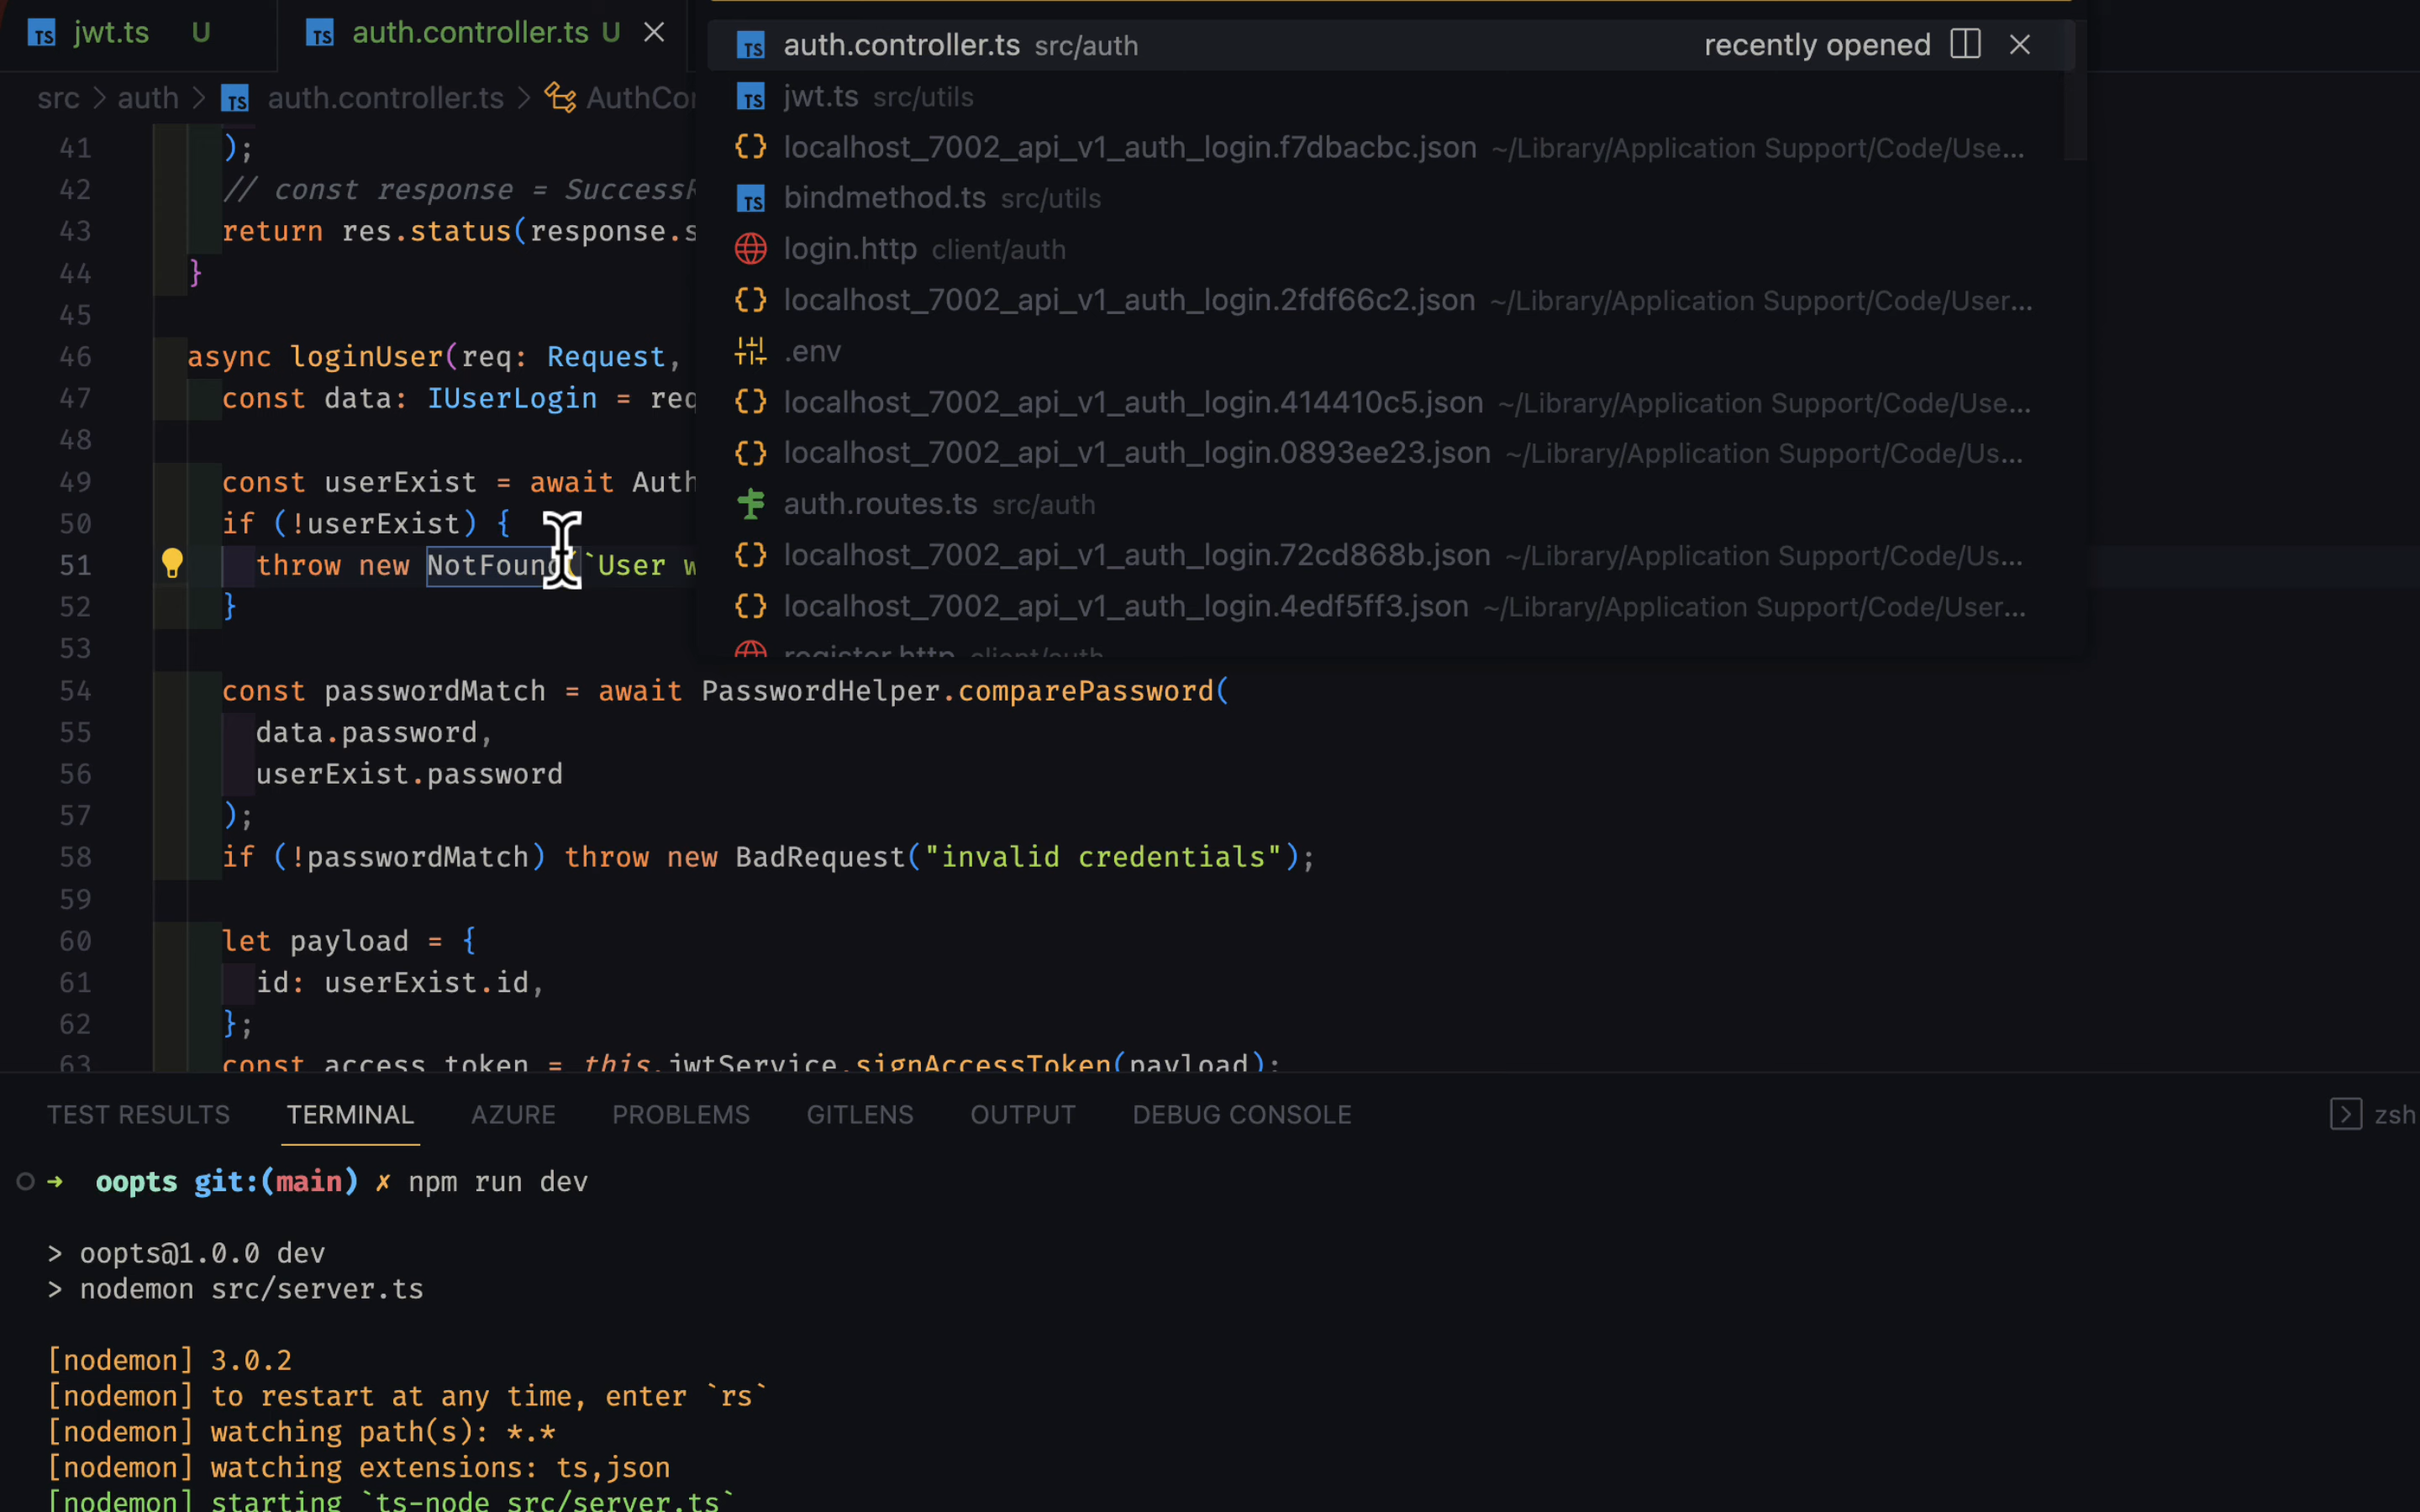 jwt.ts U auth.controller.ts U
src > auth > TS auth.controller.ts > AuthCo
auth.controller.ts src/auth recently opened
jwt.ts src/utils
localhost_7002_api_v1_auth_login.f7dbacbc.json ~/Library/Application Support/Code/Use...
bindmethod.ts src/utils
login.http client/auth
localhost_7002_api_v1_auth_login.2fdf66c2.json ~/Library/Application Support/Code/User...
.env
localhost_7002_api_v1_auth_login.414410c5.json ~/Library/Application Support/Code/Use...
localhost_7002_api_v1_auth_login.0893ee23.json ~/Library/Application Support/Code/Us...
auth.routes.ts src/auth
localhost_7002_api_v1_auth_login.72cd868b.json ~/Library/Application Support/Code/Us...
localhost_7002_api_v1_auth_login.4edf5ff3.json ~/Library/Application Support/Code/User...
register.http client/auth
41 );
42 // const response = Success
43 return res.status(response.s
44 }
45
46 async loginUser(req: Request,
47 const data: IUserLogin = req
48
49 const userExist = await Auth
50 if (!userExist) {
51 throw new NotFound(`User w
52 }
53
54 const passwordMatch = await PasswordHelper.comparePassword(
55 data.password,
56 userExist.password
57 );
58 if (!passwordMatch) throw new BadRequest("invalid credentials");
59
60 let payload = {
61 id: userExist.id,
62 };
63 const access_token = this.jwtService.signAccessToken(payload);
TEST RESULTS TERMINAL AZURE PROBLEMS GITLENS OUTPUT DEBUG CONSOLE zsh
➜ oopts git:(main) ✗ npm run dev
> oopts@1.0.0 dev
> nodemon src/server.ts
[nodemon] 3.0.2
[nodemon] to restart at any time, enter `rs`
[nodemon] watching path(s): *.*
[nodemon] watching extensions: ts,json
[nodemon] starting `ts-node src/server.ts`